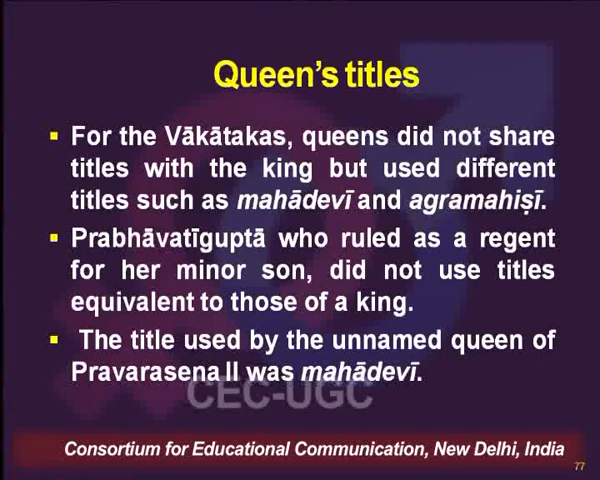 Queen's titles
▪ For the Vākātakas, queens did not share
titles with the king but used different
titles such as mahādevī and agramahiṣī.
▪ Prabhāvatīguptā who ruled as a regent
for her minor son, did not use titles
equivalent to those of a king.
▪ The title used by the unnamed queen of
Pravarasena II was mahādevī.
CEC-UGC
Consortium for Educational Communication, New Delhi, India
77